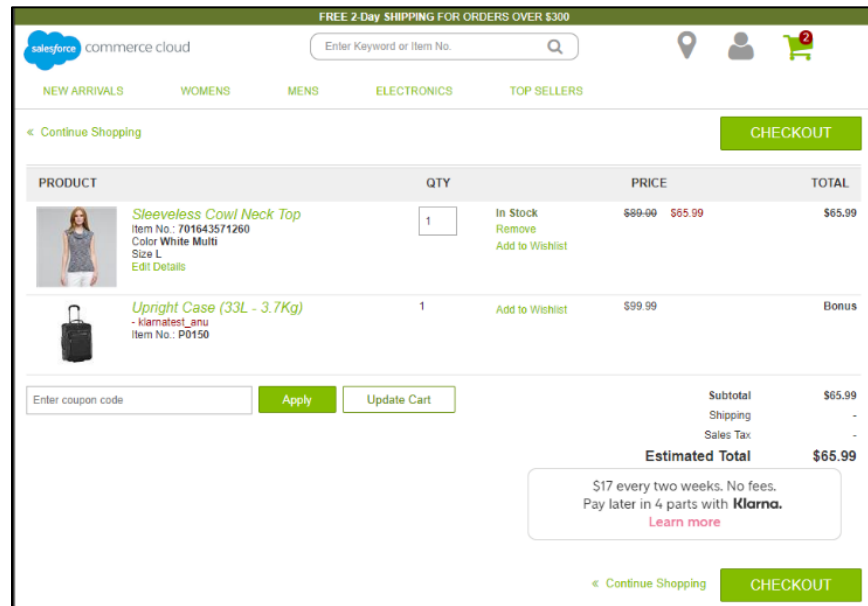 FREE 2-Day SHIPPING FOR ORDERS OVER $300
salesforce commerce cloud
Enter Keyword or Item No.
2
NEW ARRIVALS WOMENS MENS ELECTRONICS TOP SELLERS
« Continue Shopping
CHECKOUT
PRODUCT QTY PRICE TOTAL
Sleeveless Cowl Neck Top
Item No.: 701643571260
Color White Multi
Size L
Edit Details
1
In Stock
Remove
Add to Wishlist
$89.00 $65.99
$65.99
Upright Case (33L - 3.7Kg)
- klarnatest_anu
Item No.: P0150
1
Add to Wishlist
$99.99
Bonus
Enter coupon code
Apply
Update Cart
Subtotal $65.99
Shipping -
Sales Tax -
Estimated Total $65.99
$17 every two weeks. No fees.
Pay later in 4 parts with Klarna.
Learn more
« Continue Shopping
CHECKOUT